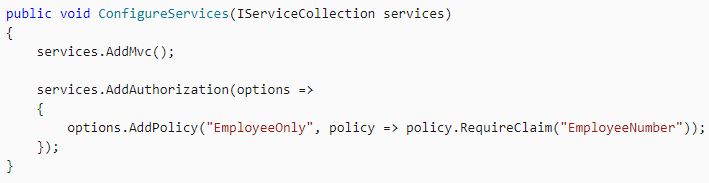 public void ConfigureServices(IServiceCollection services)
{
    services.AddMvc();

    services.AddAuthorization(options =>
    {
        options.AddPolicy("EmployeeOnly", policy => policy.RequireClaim("EmployeeNumber"));
    });
}